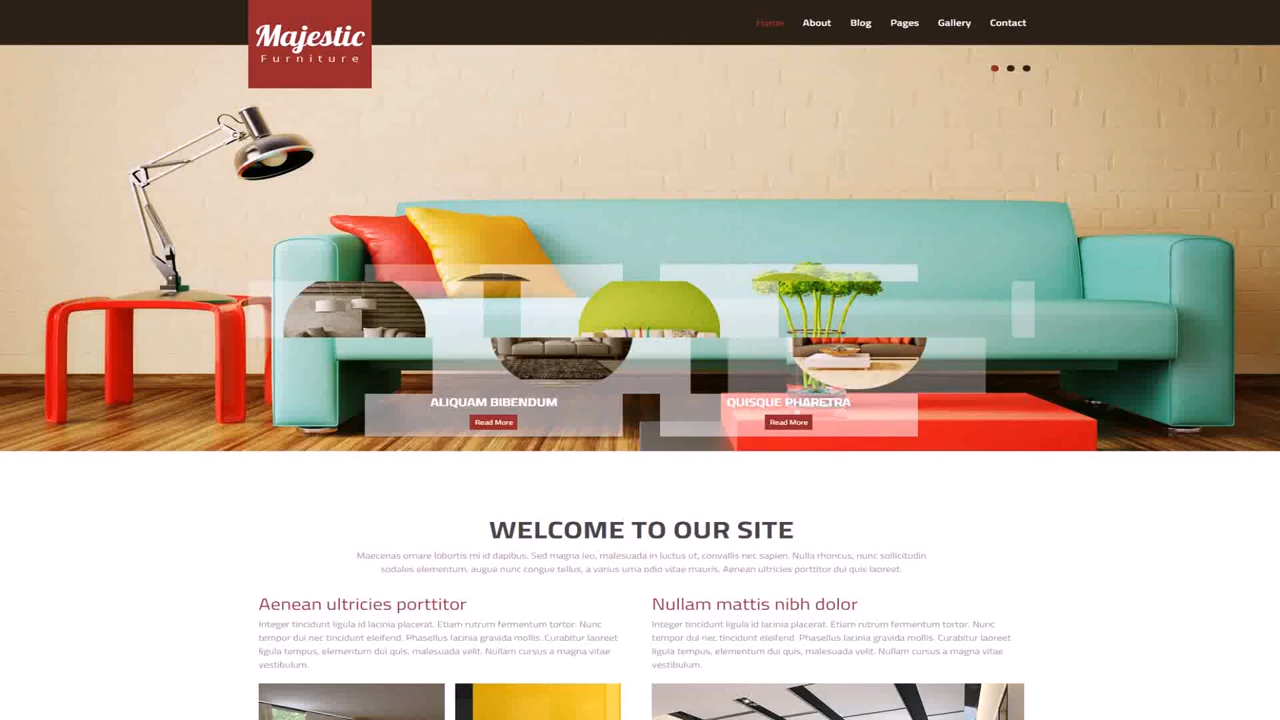 Majestic
Furniture
Home About Blog Pages Gallery Contact
ALIQUAM BIBENDUM
Read More
QUISQUE PHARETRA
Read More
WELCOME TO OUR SITE
Maecenas ornare lobortis mi id dapibus. Sed magna leo, malesuada in luctus ut, convallis nec sapien. Nulla rhoncus, nunc sollicitudin
sodales elementum, augue nunc congue tellus, a varius urna odio vitae mauris. Aenean ultricies porttitor dui quis laoreet.
Aenean ultricies porttitor
Integer tincidunt ligula id lacinia placerat. Etiam rutrum fermentum tortor. Nunc
tempor dui nec tincidunt eleifend. Phasellus lacinia gravida mollis. Curabitur laoreet
ligula tempus, elementum dui quis, malesuada velit. Nullam cursus a magna vitae
vestibulum.
Nullam mattis nibh dolor
Integer tincidunt ligula id lacinia placerat. Etiam rutrum fermentum tortor. Nunc
tempor dui nec tincidunt eleifend. Phasellus lacinia gravida mollis. Curabitur laoreet
ligula tempus, elementum dui quis, malesuada velit. Nullam cursus a magna vitae
vestibulum.